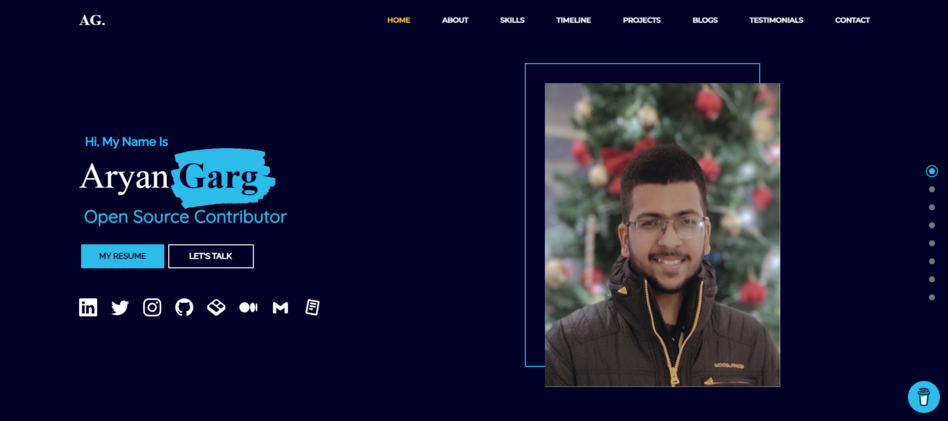 AG.
HOME ABOUT SKILLS TIMELINE PROJECTS BLOGS TESTIMONIALS CONTACT
Hi, My Name Is
Aryan Garg
Open Source Contributor
MY RESUME LET'S TALK
in